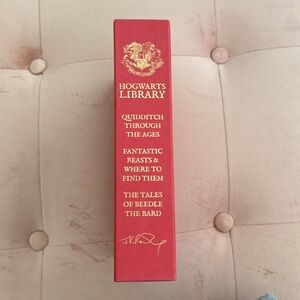 HOGWARTS
LIBRARY
QUIDDITCH
THROUGH
THE AGES
FANTASTIC
BEASTS &
WHERE TO
FIND THEM
THE TALES
OF BEEDLE
THE BARD